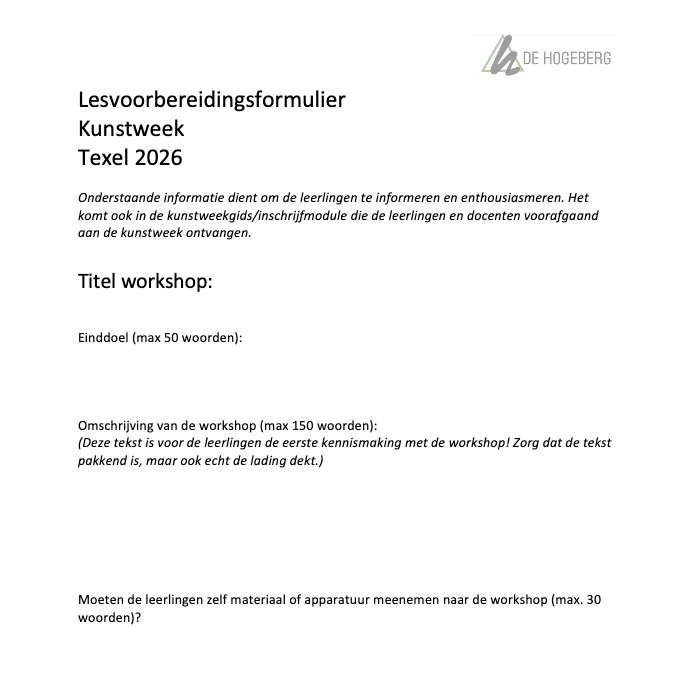 DE HOGEBERG
Lesvoorbereidingsformulier
Kunstweek
Texel 2026
Onderstaande informatie dient om de leerlingen te informeren en enthousiasmeren. Het
komt ook in de kunstweekgids/inschrijfmodule die de leerlingen en docenten voorafgaand
aan de kunstweek ontvangen.
Titel workshop:
Einddoel (max 50 woorden):
Omschrijving van de workshop (max 150 woorden):
(Deze tekst is voor de leerlingen de eerste kennismaking met de workshop! Zorg dat de tekst
pakkend is, maar ook echt de lading dekt.)
Moeten de leerlingen zelf materiaal of apparatuur meenemen naar de workshop (max. 30
woorden)?